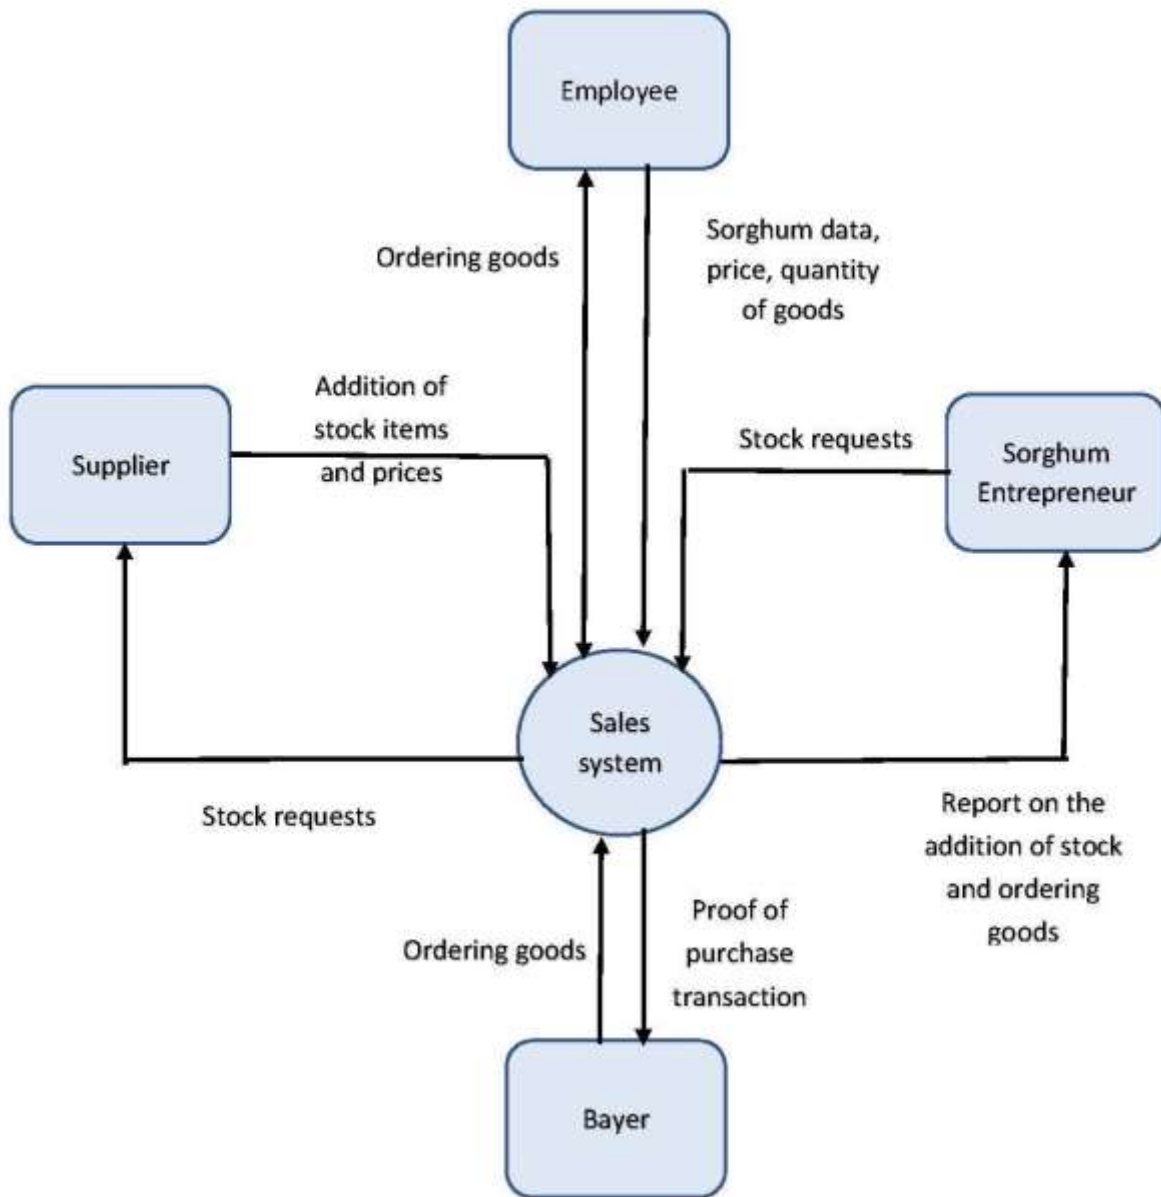 Employee
Ordering goods
Sorghum data,
price, quantity
of goods
Addition of
stock items
and prices
Supplier
Stock requests
Sorghum
Entrepreneur
Sales
system
Stock requests
Report on the
addition of stock
and ordering
goods
Ordering goods
Proof of
purchase
transaction
Bayer